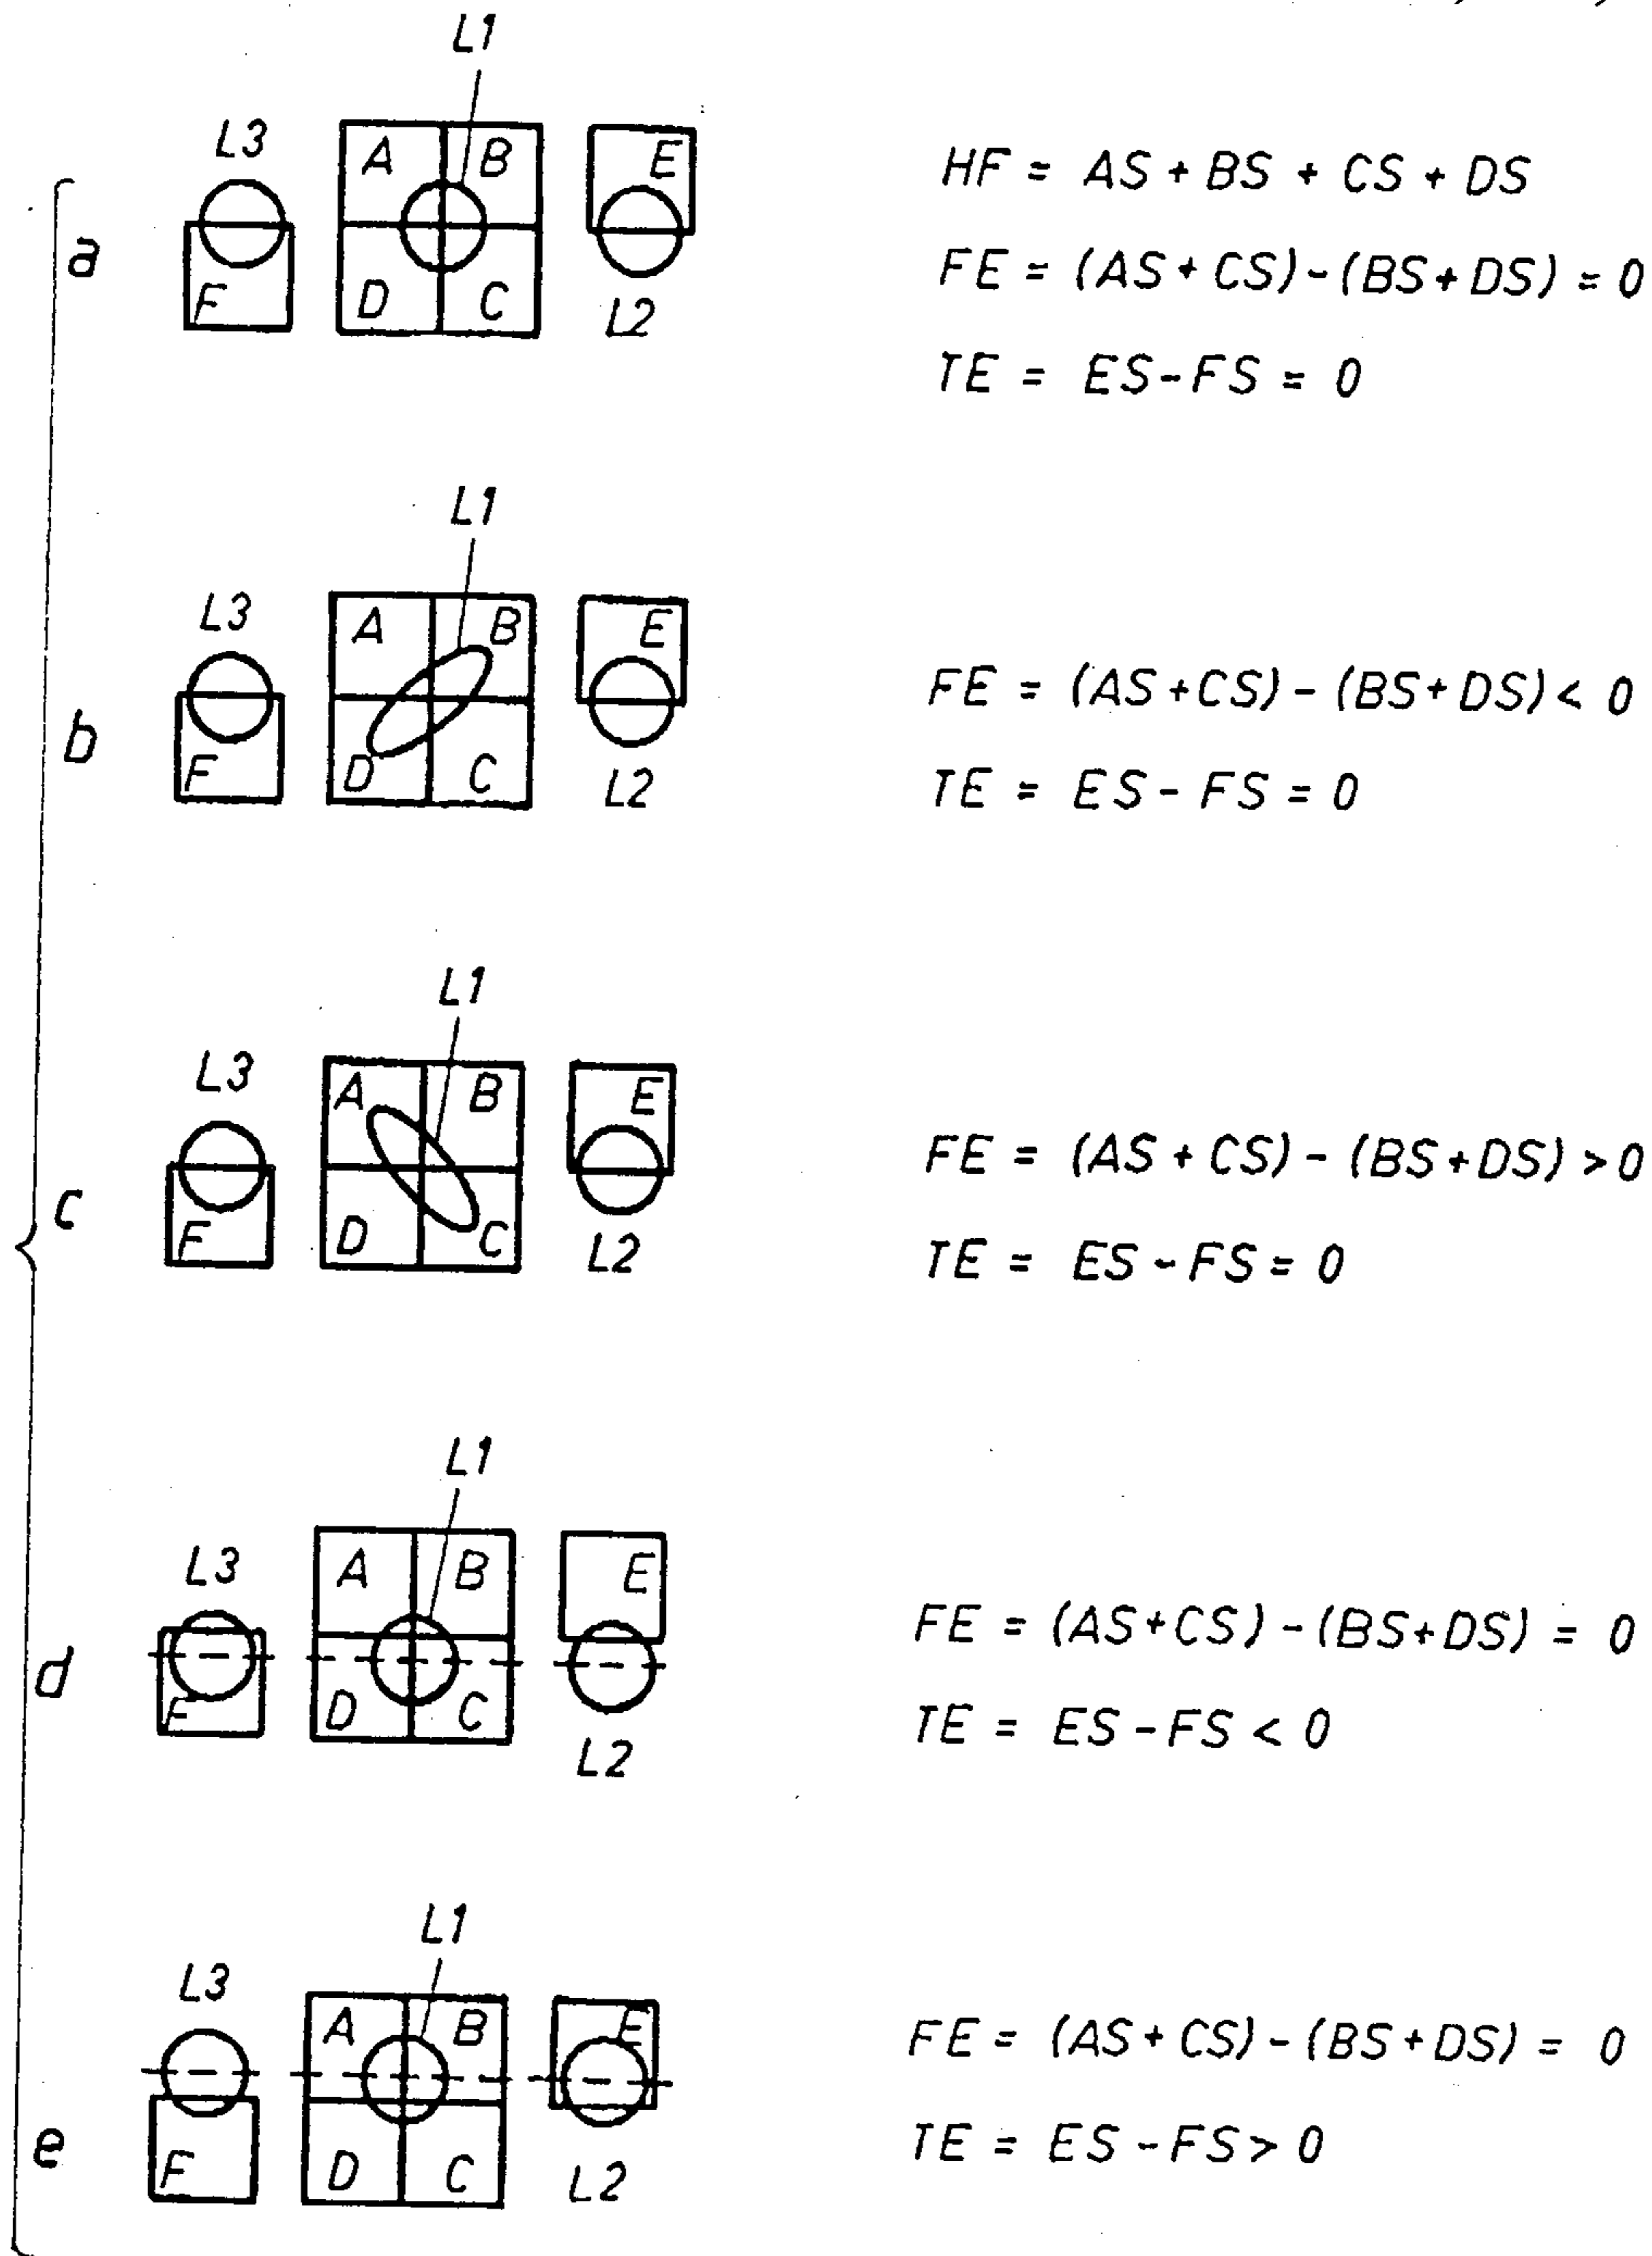 L1
L3
A B E
a
F D C L2
HF = AS + BS + CS + DS
FE = (AS + CS) - (BS + DS) = 0
TE = ES - FS = 0
L1
L3
A B E
b
F D C L2
FE = (AS + CS) - (BS + DS) < 0
TE = ES - FS = 0
L1
L3
A B E
c
F D C L2
FE = (AS + CS) - (BS + DS) > 0
TE = ES - FS = 0
L1
L3
A B E
d
F D C L2
FE = (AS + CS) - (BS + DS) = 0
TE = ES - FS < 0
L1
L3
A B E
e
F D C L2
FE = (AS + CS) - (BS + DS) = 0
TE = ES - FS > 0